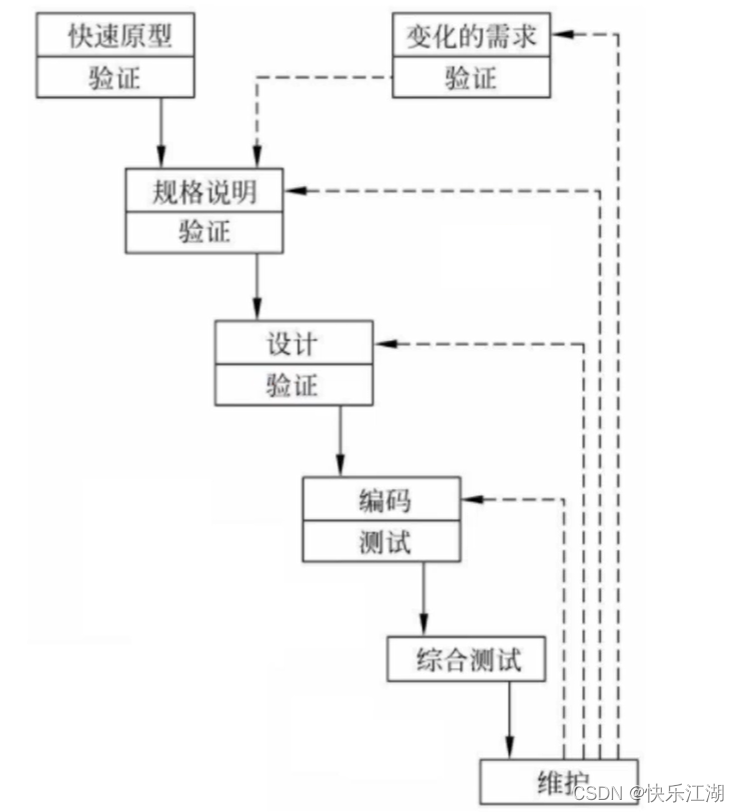 快速原型
验证
变化的需求
验证
规格说明
验证
设计
验证
编码
测试
综合测试
维护
CSDN @快乐江湖